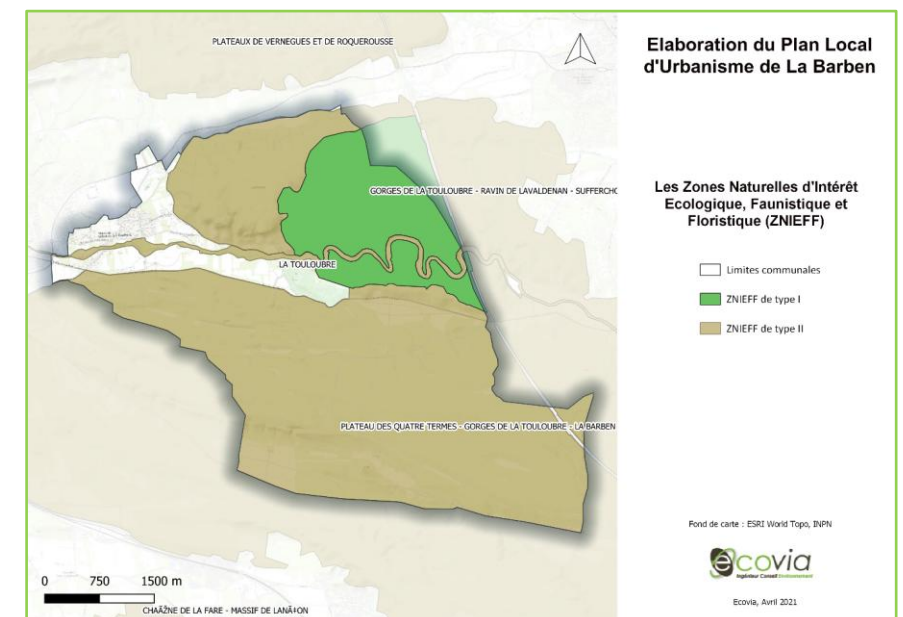 PLATEAUX DE VERNEGUES ET DE ROQUEROUSSE
GORGES DE LA TOULOUBRE - RAVIN DE LAVALDENAN - SUFFERCHO
LA TOULOUBRE
PLATEAU DES QUATRE TERMES - GORGES DE LA TOULOUBRE - LA BARBEN
0 750 1500 m
CHAÃŽNE DE LA FARE - MASSIF DE LANÃ‡ON
Elaboration du Plan Local
d'Urbanisme de La Barben
Les Zones Naturelles d'Intérêt
Ecologique, Faunistique et
Floristique (ZNIEFF)
Limites communales
ZNIEFF de type I
ZNIEFF de type II
Fond de carte : ESRI World Topo, INPN
ecovia
Ingénieur Conseil Environnement
Ecovia, Avril 2021